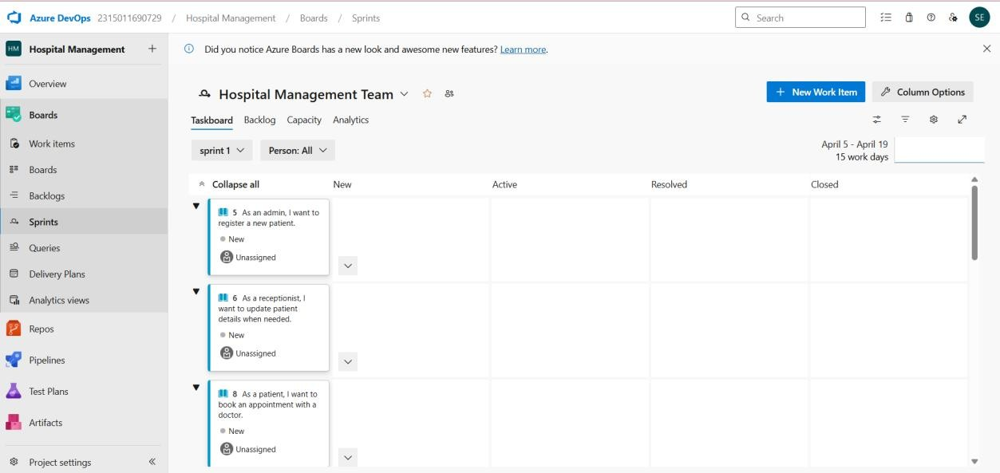 Azure DevOps 2315011690729 / Hospital Management / Boards / Sprints
Search
SE
HM Hospital Management +
Did you notice Azure Boards has a new look and awesome new features? Learn more.
Overview
Boards
Work items
Boards
Backlogs
Sprints
Queries
Delivery Plans
Analytics views
Repos
Pipelines
Test Plans
Artifacts
Project settings
Hospital Management Team
+ New Work Item
Column Options
Taskboard Backlog Capacity Analytics
sprint 1
Person: All
April 5 - April 19
15 work days
Collapse all New Active Resolved Closed
5 As an admin, I want to
register a new patient.
New
Unassigned
6 As a receptionist, I
want to update patient
details when needed.
New
Unassigned
8 As a patient, I want to
book an appointment with a
doctor.
New
Unassigned